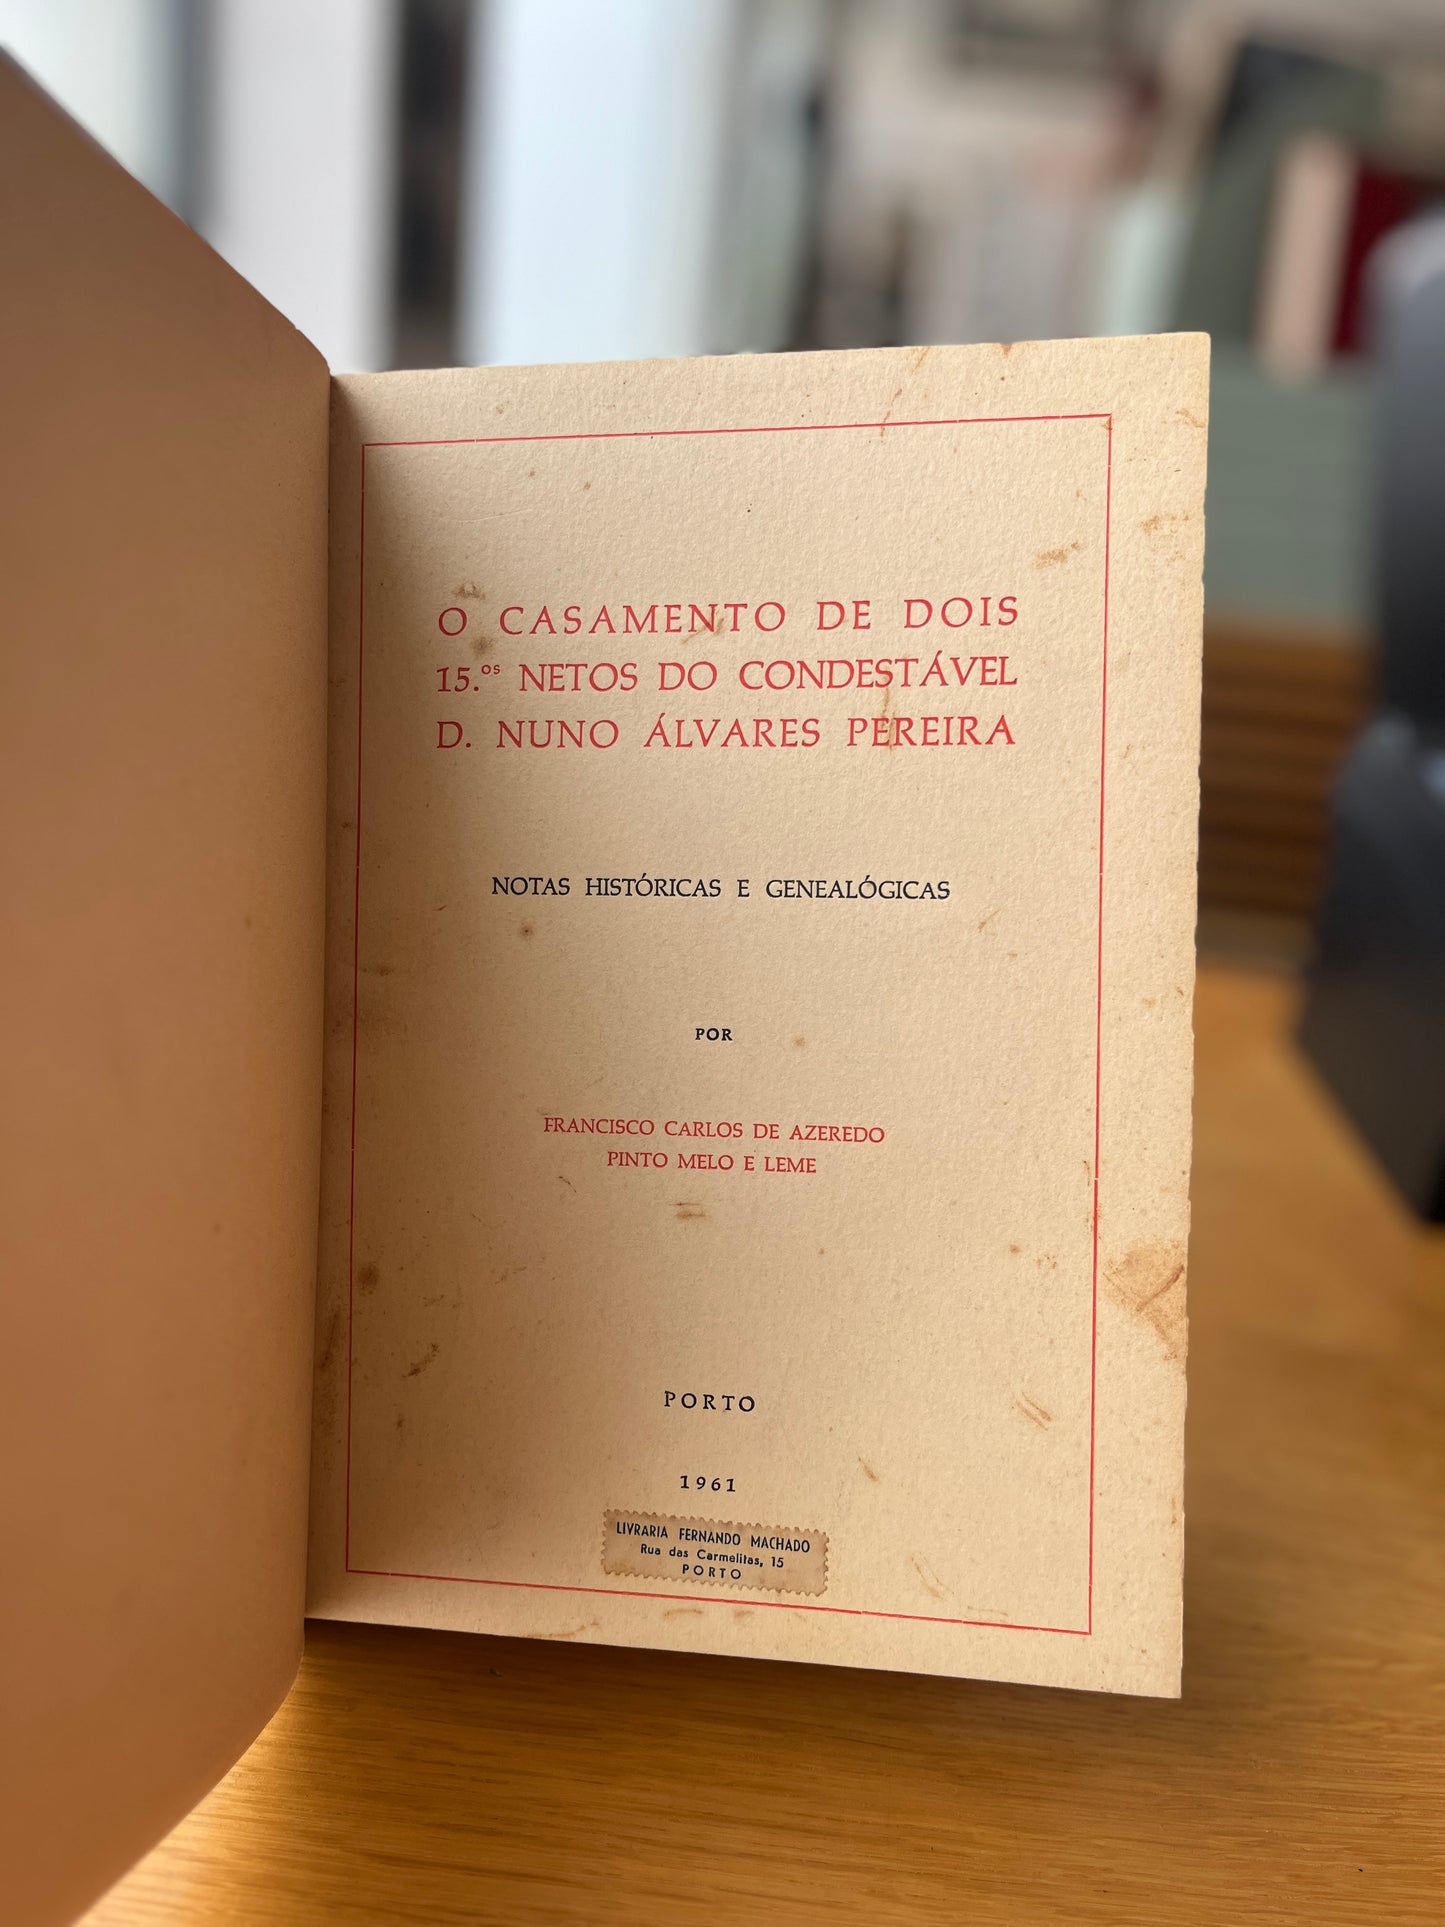 O CASAMENTO DE DOIS
15.ºˢ NETOS DO CONDESTÁVEL
D. NUNO ÁLVARES PEREIRA
NOTAS HISTÓRICAS E GENEALÓGICAS
POR
FRANCISCO CARLOS DE AZEREDO
PINTO MELO E LEME
PORTO
1961
LIVRARIA FERNANDO MACHADO
Rua das Carmelitas, 15
PORTO